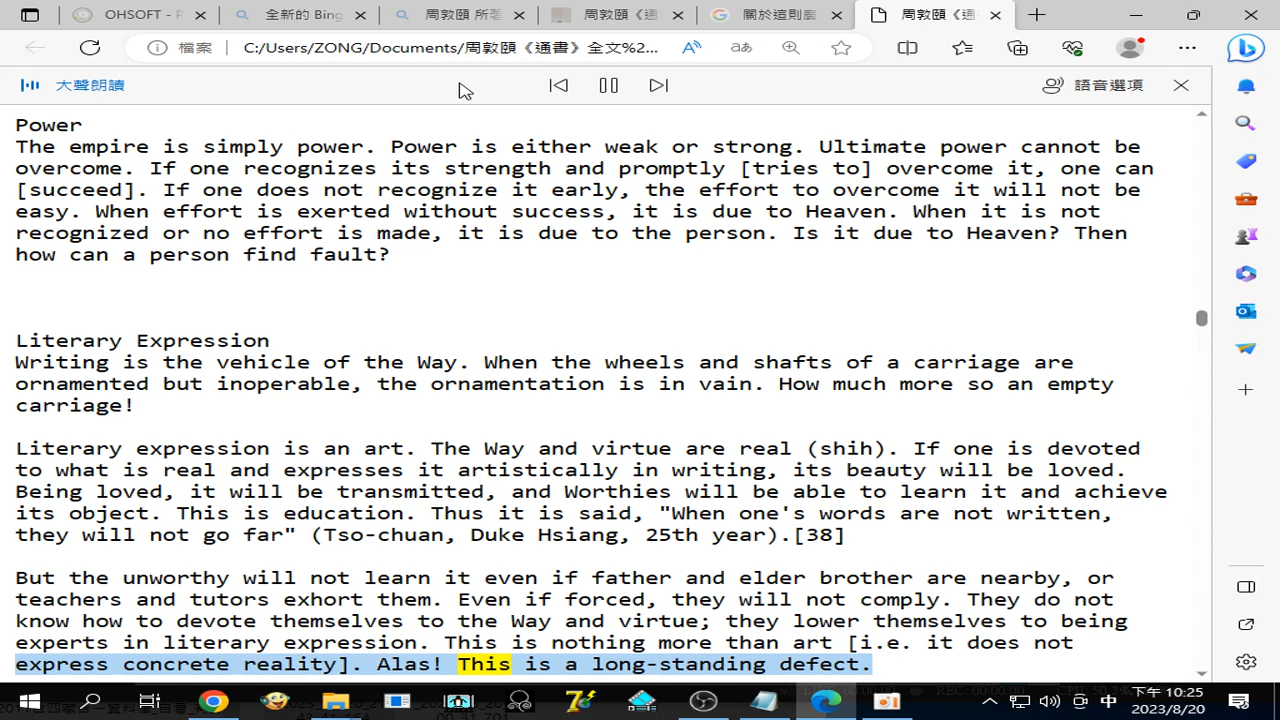 OHSOFT - F
全新的 Bing
周敦頤 所著
周敦頤《通
關於這則廠
周敦頤《通
檔案
C:/Users/ZONG/Documents/周敦頤《通書》全文%2...
大聲朗讀
語音選項
Power
The empire is simply power. Power is either weak or strong. Ultimate power cannot be
overcome. If one recognizes its strength and promptly [tries to] overcome it, one can
[succeed]. If one does not recognize it early, the effort to overcome it will not be
easy. When effort is exerted without success, it is due to Heaven. When it is not
recognized or no effort is made, it is due to the person. Is it due to Heaven? Then
how can a person find fault?
Literary Expression
Writing is the vehicle of the Way. When the wheels and shafts of a carriage are
ornamented but inoperable, the ornamentation is in vain. How much more so an empty
carriage!
Literary expression is an art. The Way and virtue are real (shih). If one is devoted
to what is real and expresses it artistically in writing, its beauty will be loved.
Being loved, it will be transmitted, and Worthies will be able to learn it and achieve
its object. This is education. Thus it is said, "When one's words are not written,
they will not go far" (Tso-chuan, Duke Hsiang, 25th year).[38]
But the unworthy will not learn it even if father and elder brother are nearby, or
teachers and tutors exhort them. Even if forced, they will not comply. They do not
know how to devote themselves to the Way and virtue; they lower themselves to being
experts in literary expression. This is nothing more than art [i.e. it does not
express concrete reality]. Alas! This is a long-standing defect.
中
下午 10:25
2023/8/20